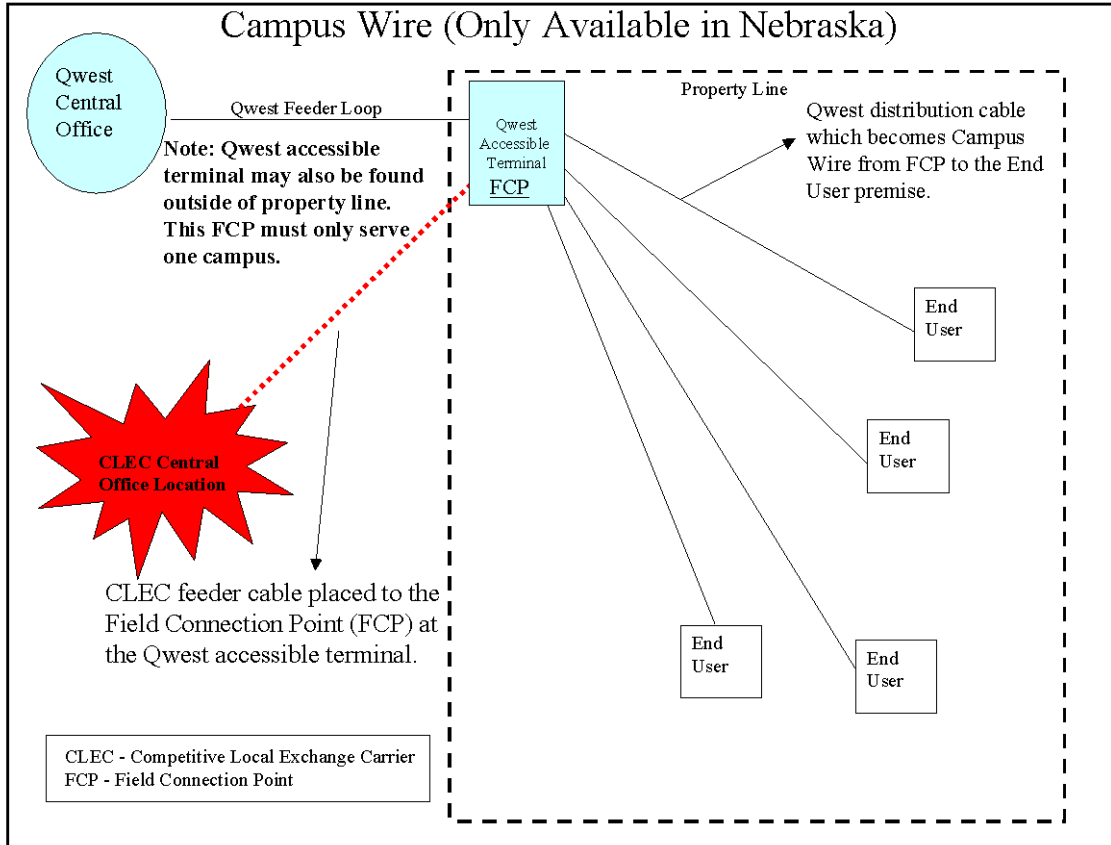 Campus Wire (Only Available in Nebraska)
Qwest
Central
Office
Qwest Feeder Loop
Note: Qwest accessible
terminal may also be found
outside of property line.
This FCP must only serve
one campus.
Qwest
Accessible
Terminal
FCP
Property Line
Qwest distribution cable
which becomes Campus
Wire from FCP to the End
User premise.
End
User
End
User
End
User
End
User
CLEC Central
Office Location
CLEC feeder cable placed to the
Field Connection Point (FCP) at
the Qwest accessible terminal.
CLEC - Competitive Local Exchange Carrier
FCP - Field Connection Point